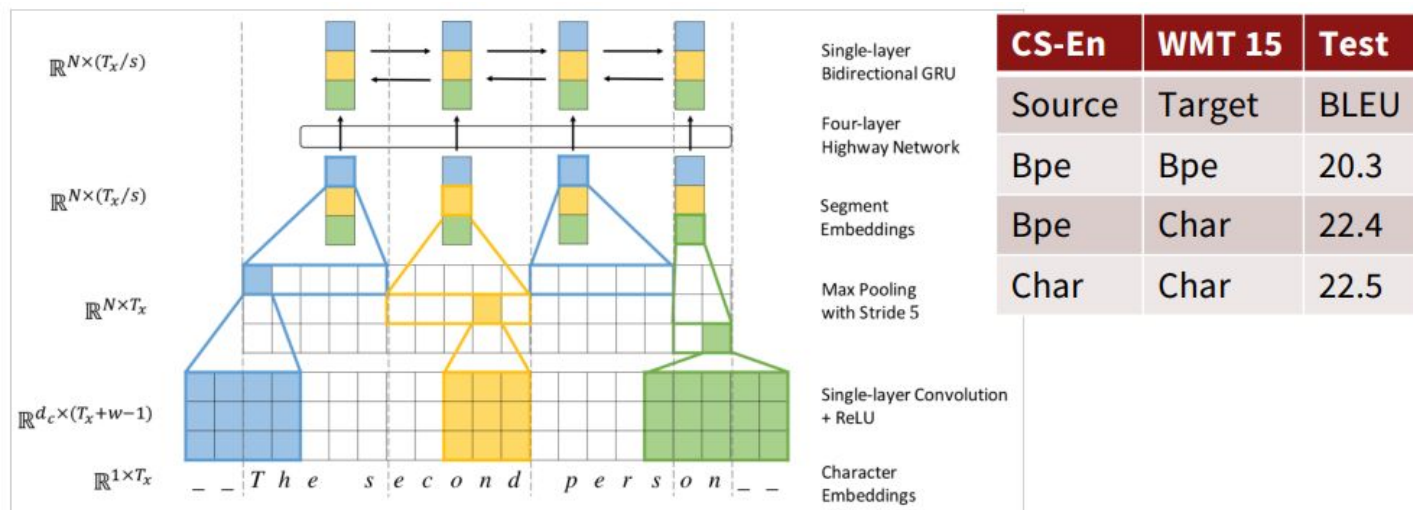 ℝ^{N×(T_x/s)}
Single-layer
Bidirectional GRU
Four-layer
Highway Network
ℝ^{N×(T_x/s)}
Segment
Embeddings
ℝ^{N×T_x}
Max Pooling
with Stride 5
ℝ^{d_c×(T_x+w−1)}
Single-layer Convolution
+ ReLU
ℝ^{1×T_x}
_ _ T h e s e c o n d p e r s o n _ _
Character
Embeddings
CS-En WMT 15 Test
Source Target BLEU
Bpe Bpe 20.3
Bpe Char 22.4
Char Char 22.5